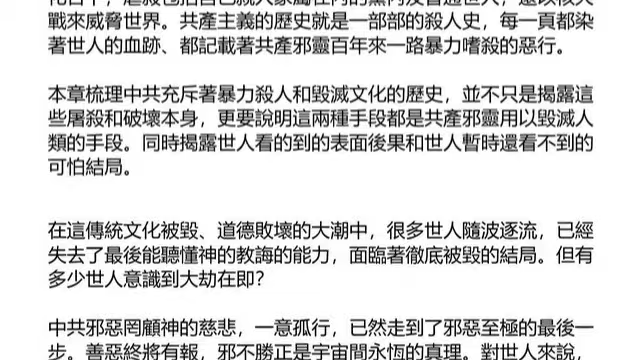 戰來威脅世界。共產主義的歷史就是一部部的殺人史，每一頁都染
著世人的血跡、都記載著共產邪靈百年來一路暴力嗜殺的惡行。
本章梳理中共充斥著暴力殺人和毀滅文化的歷史，並不只是揭露這
些屠殺和破壞本身，更要說明這兩種手段都是共產邪靈用以毀滅人
類的手段。同時揭露世人看的到的表面後果和世人暫時還看不到的
可怕結局。
在這傳統文化被毀、道德敗壞的大潮中，很多世人隨波逐流，已經
失去了最後能聽懂神的教誨的能力，面臨著徹底被毀的結局。但有
多少世人意識到大劫在即？
中共邪惡罔顧神的慈悲，一意孤行，已然走到了邪惡至極的最後一
步。善惡終將有報，邪不勝正是宇宙間永恆的真理。對世人來說，